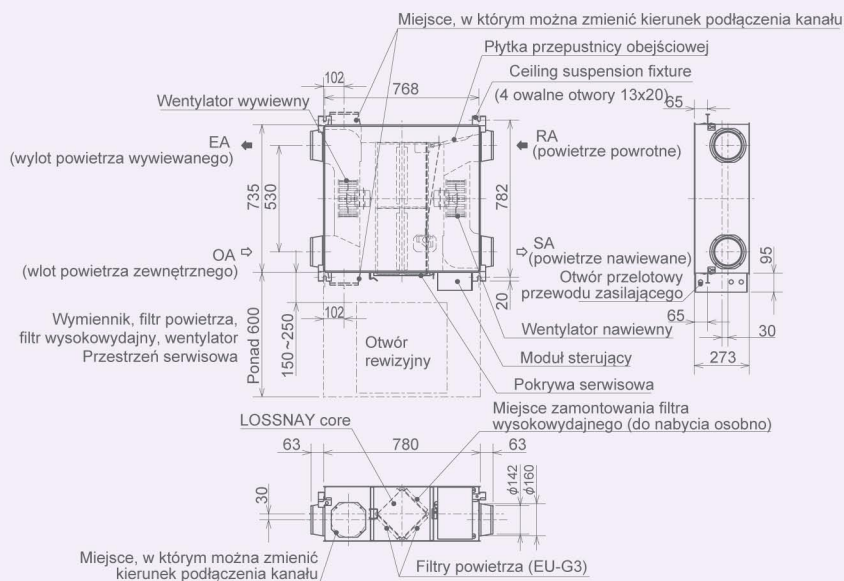 Miejsce, w którym można zmienić kierunek podłączenia kanału
Płytka przepustnicy obejściowej
102
768
Ceiling suspension fixture
(4 owalne otwory 13x20)
65
Wentylator wywiewny
EA
(wylot powietrza wywiewanego)
RA
(powietrze powrotne)
735
530
782
OA
(wlot powietrza zewnętrznego)
SA
(powietrze nawiewane)
Otwór przelotowy
przewodu zasilającego
95
20
65
30
273
Wymiennik, filtr powietrza,
filtr wysokowydajny, wentylator
Przestrzeń serwisowa
Ponad 600
150~250
102
Otwór
rewizyjny
Wentylator nawiewny
Moduł sterujący
Pokrywa serwisowa
LOSSNAY core
Miejsce zamontowania filtra
wysokowydajnego (do nabycia osobno)
63
780
63
ø142
ø160
30
Miejsce, w którym można zmienić
kierunek podłączenia kanału
Filtry powietrza (EU-G3)